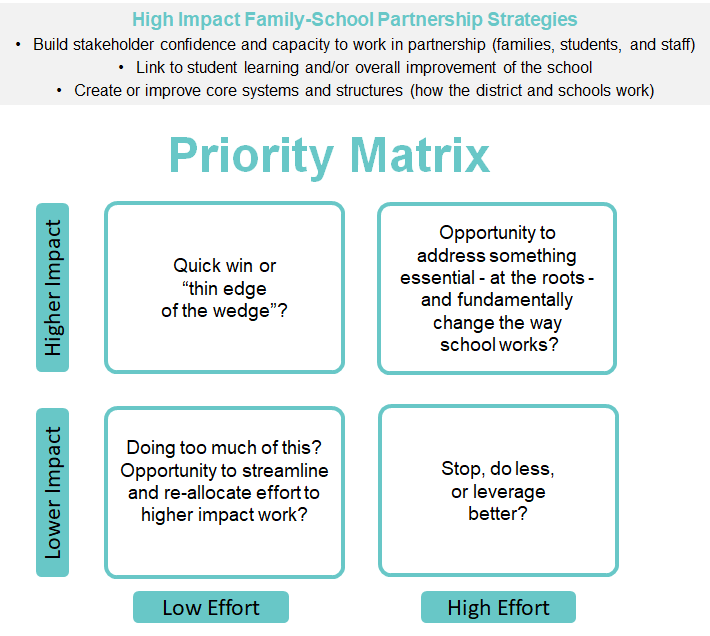 High Impact Family-School Partnership Strategies
• Build stakeholder confidence and capacity to work in partnership (families, students, and staff)
• Link to student learning and/or overall improvement of the school
• Create or improve core systems and structures (how the district and schools work)
Priority Matrix
Higher Impact
Quick win or
“thin edge
of the wedge”?
Opportunity to
address something
essential - at the roots -
and fundamentally
change the way
school works?
Lower Impact
Doing too much of this?
Opportunity to streamline
and re-allocate effort to
higher impact work?
Stop, do less,
or leverage
better?
Low Effort
High Effort